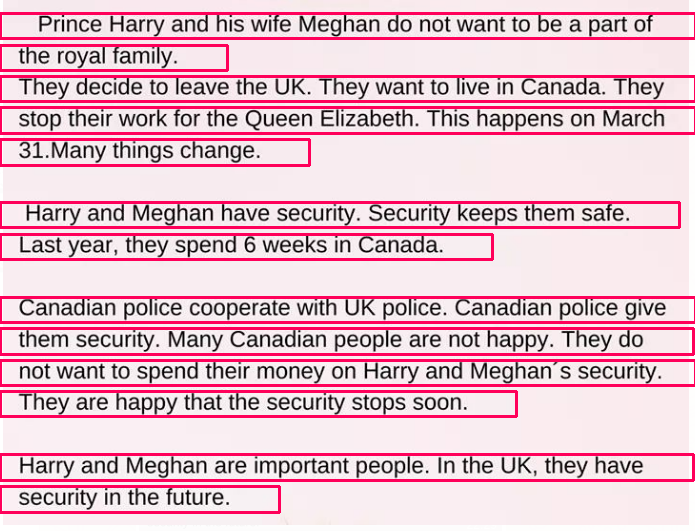 Prince Harry and his wife Meghan do not want to be a part of
the royal family.
They decide to leave the UK. They want to live in Canada. They
stop their work for the Queen Elizabeth. This happens on March
31.Many things change.
Harry and Meghan have security. Security keeps them safe.
Last year, they spend 6 weeks in Canada.
Canadian police cooperate with UK police. Canadian police give
them security. Many Canadian people are not happy. They do
not want to spend their money on Harry and Meghan´s security.
They are happy that the security stops soon.
Harry and Meghan are important people. In the UK, they have
security in the future.